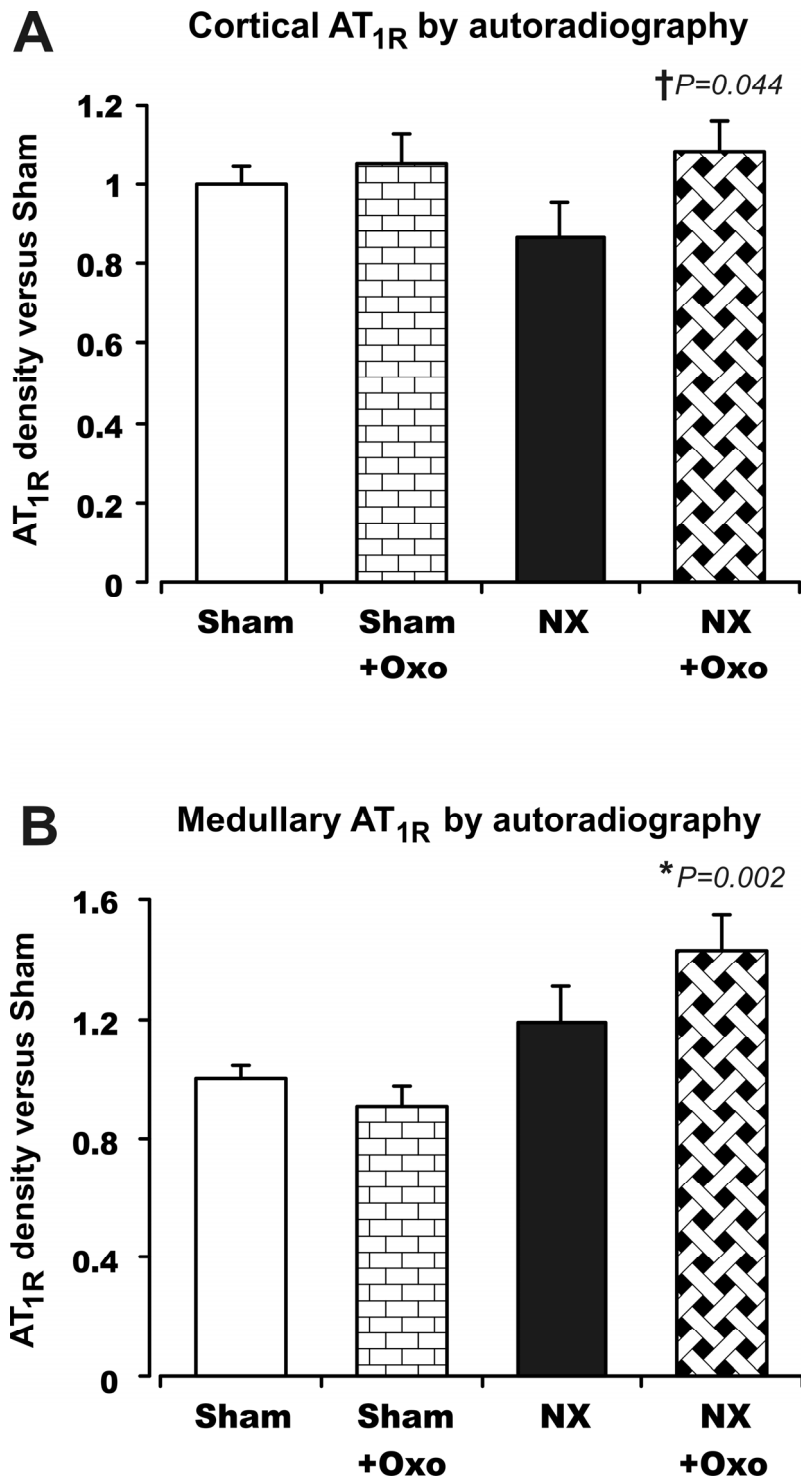 A
Cortical AT1R by autoradiography
†P=0.044
AT1R density versus Sham
1.2
1
0.8
0.6
0.4
0.2
0
Sham
Sham
+Oxo
NX
NX
+Oxo
B
Medullary AT1R by autoradiography
*P=0.002
AT1R density versus Sham
1.6
1.2
0.8
0.4
0
Sham
Sham
+Oxo
NX
NX
+Oxo